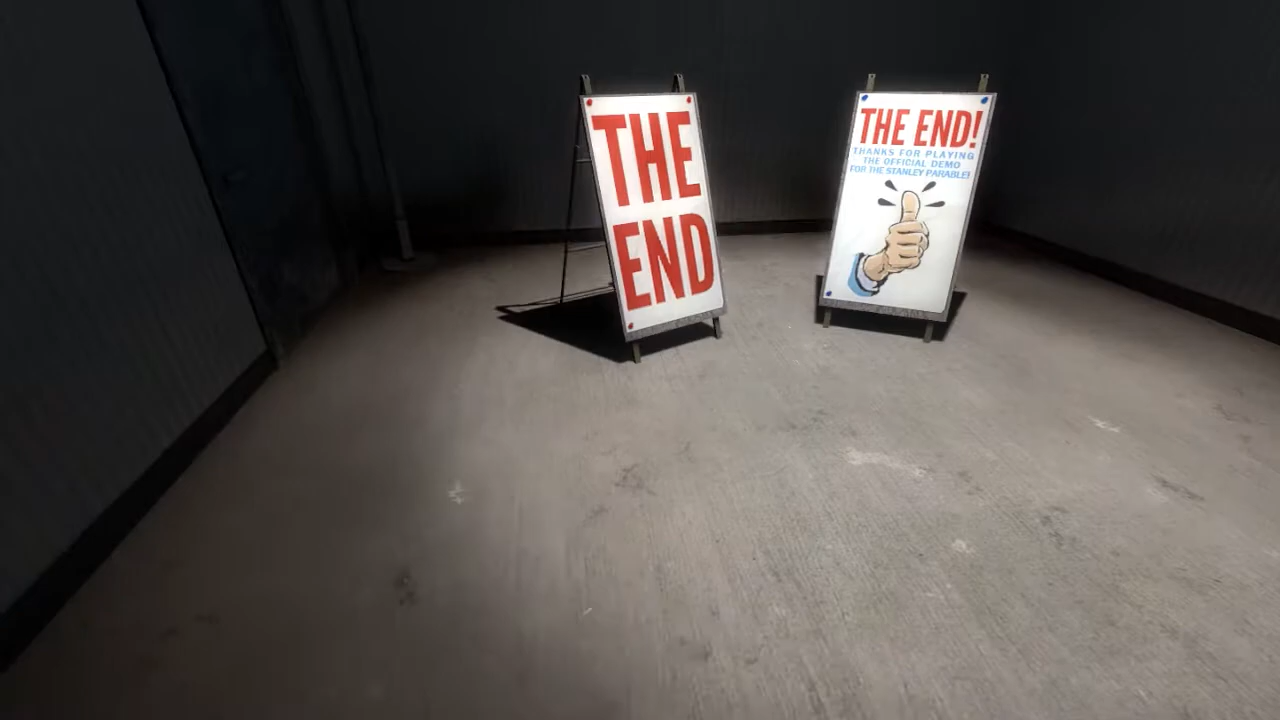 THE
END
THE END!
THANKS FOR PLAYING
THE OFFICIAL DEMO
FOR THE STANLEY PARABLE!